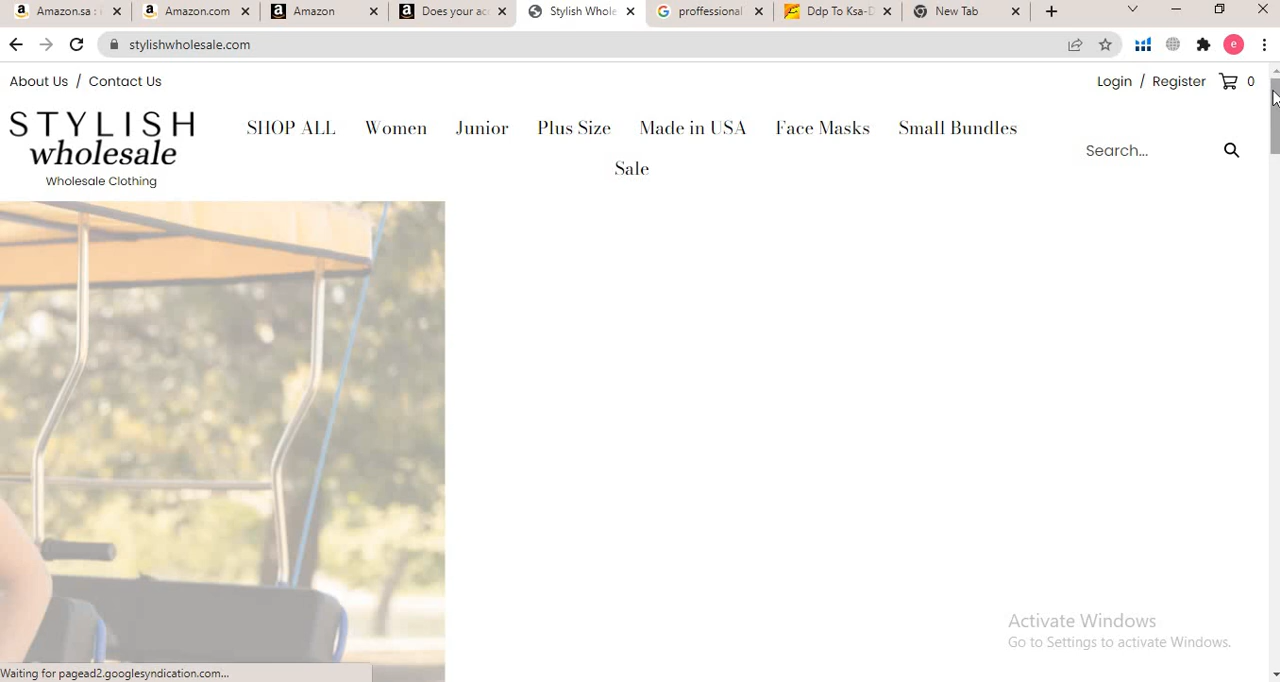 Amazon.sa :
Amazon.com
Amazon
Does your ac
Stylish Whole
proffessional
Ddp To Ksa-D
New Tab
stylishwholesale.com
e
About Us / Contact Us
Login / Register 0
STYLISH
wholesale
Wholesale Clothing
SHOP ALL Women Junior Plus Size Made in USA Face Masks Small Bundles
Sale
Search...
Activate Windows
Go to Settings to activate Windows.
Waiting for pagead2.googlesyndication.com...